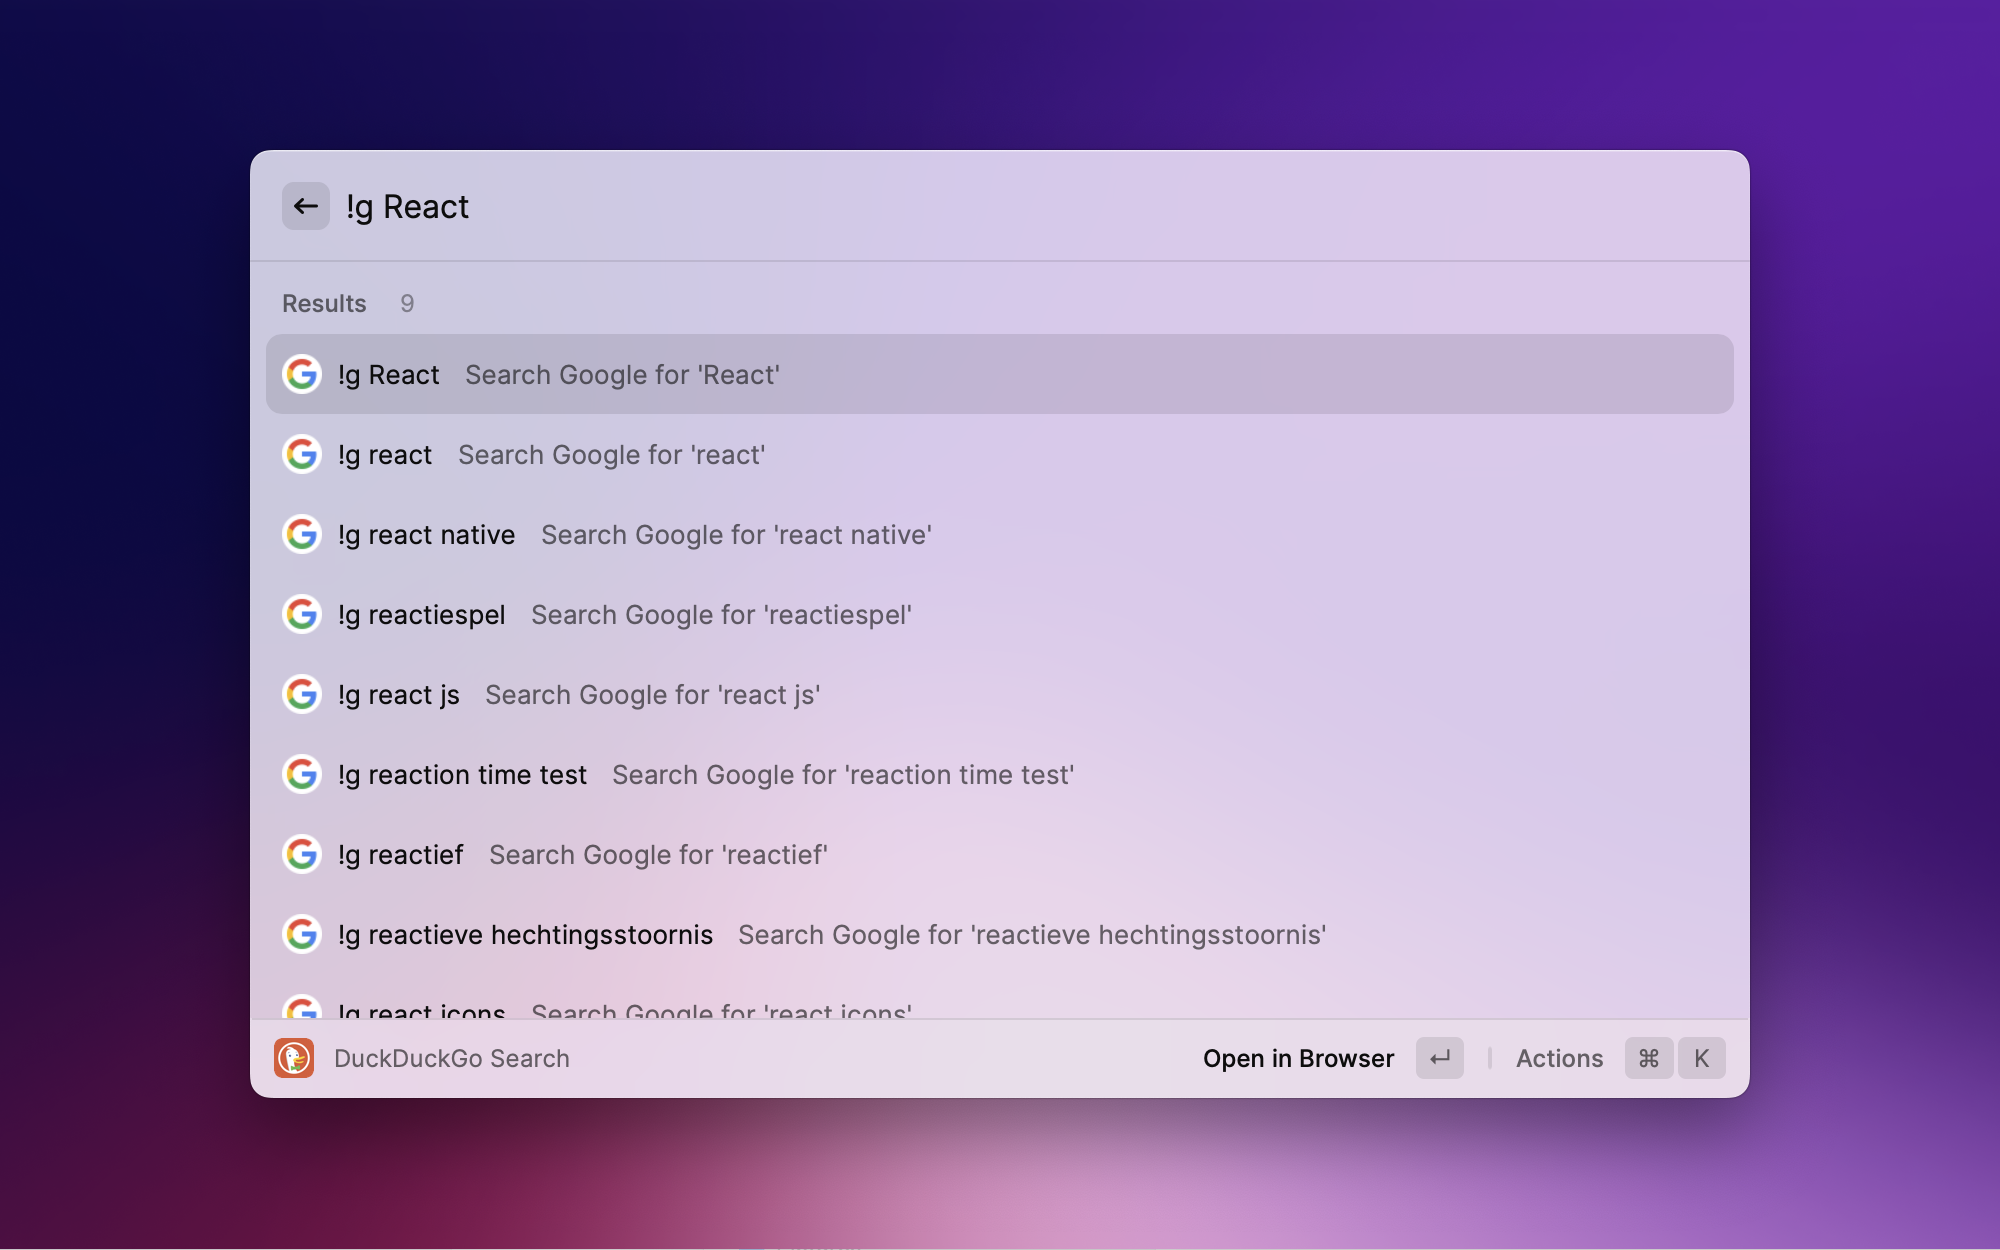 !g React
Results 9
!g React Search Google for 'React'
!g react Search Google for 'react'
!g react native Search Google for 'react native'
!g reactiespel Search Google for 'reactiespel'
!g react js Search Google for 'react js'
!g reaction time test Search Google for 'reaction time test'
!g reactief Search Google for 'reactief'
!g reactieve hechtingsstoornis Search Google for 'reactieve hechtingsstoornis'
!g react icons Search Google for 'react icons'
DuckDuckGo Search Open in Browser ↵ Actions ⌘ K